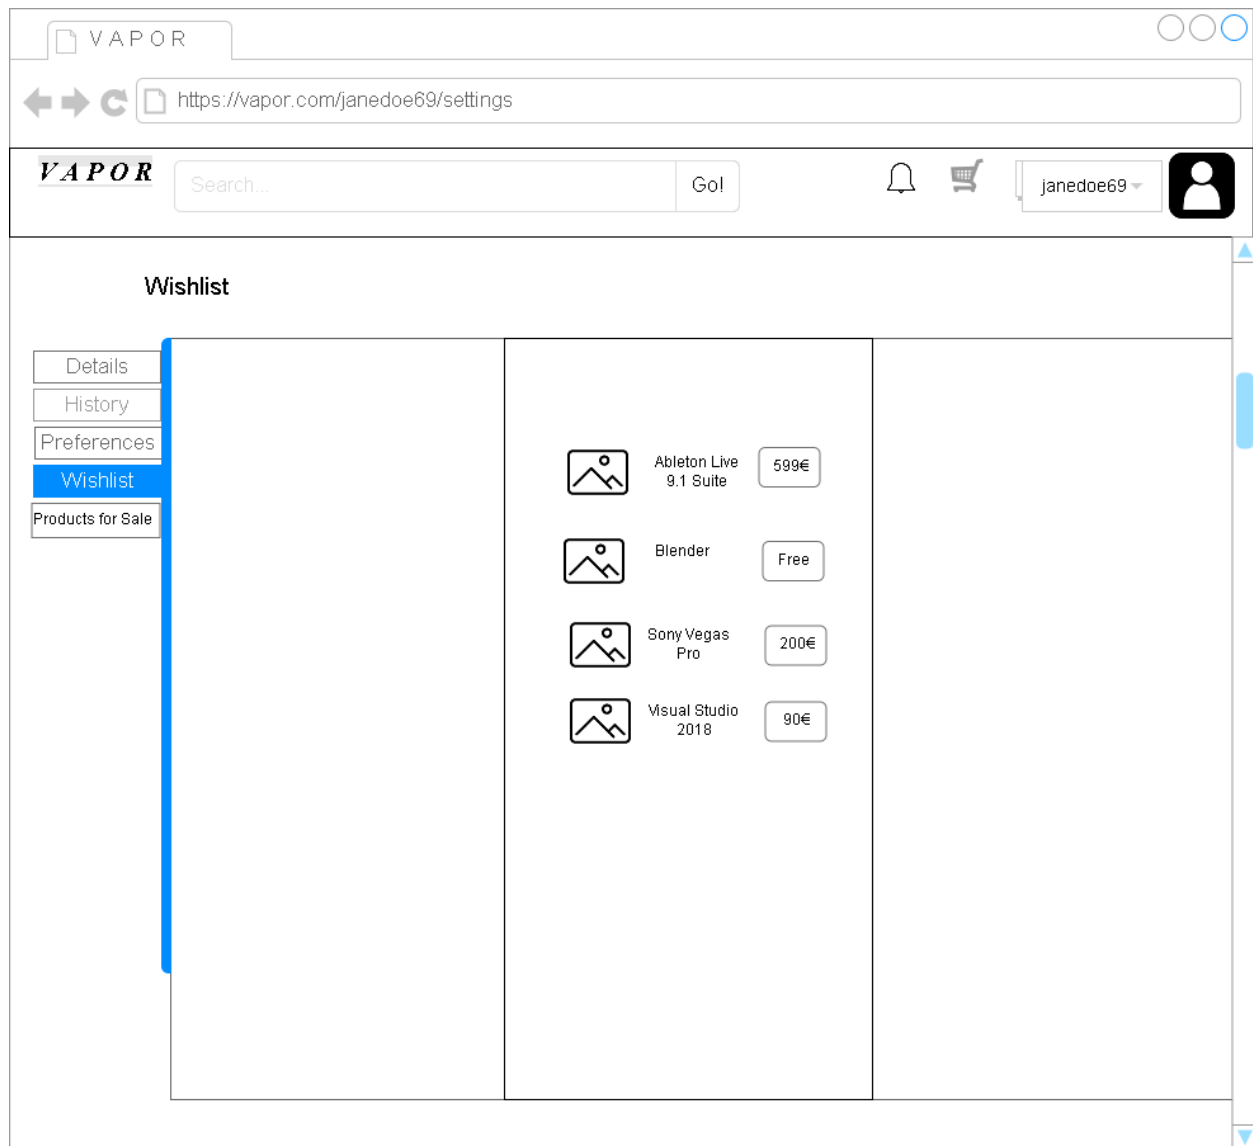 VAPOR
https://vapor.com/janedoe69/settings
VAPOR
Search...
Go!
janedoe69
Wishlist
Details
History
Preferences
Wishlist
Products for Sale
Ableton Live
9.1 Suite
599€
Blender
Free
Sony Vegas
Pro
200€
Visual Studio
2018
90€